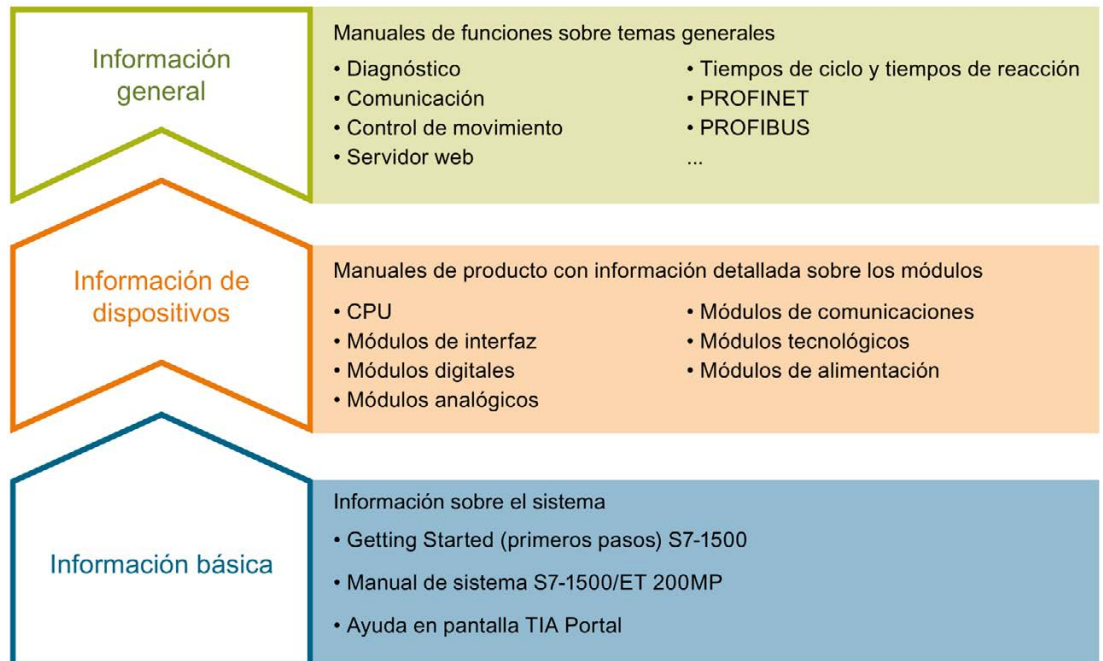 Información
general
Manuales de funciones sobre temas generales
• Diagnóstico
• Comunicación
• Control de movimiento
• Servidor web
• Tiempos de ciclo y tiempos de reacción
• PROFINET
• PROFIBUS
...
Información de
dispositivos
Manuales de producto con información detallada sobre los módulos
• CPU
• Módulos de interfaz
• Módulos digitales
• Módulos analógicos
• Módulos de comunicaciones
• Módulos tecnológicos
• Módulos de alimentación
Información básica
Información sobre el sistema
• Getting Started (primeros pasos) S7-1500
• Manual de sistema S7-1500/ET 200MP
• Ayuda en pantalla TIA Portal